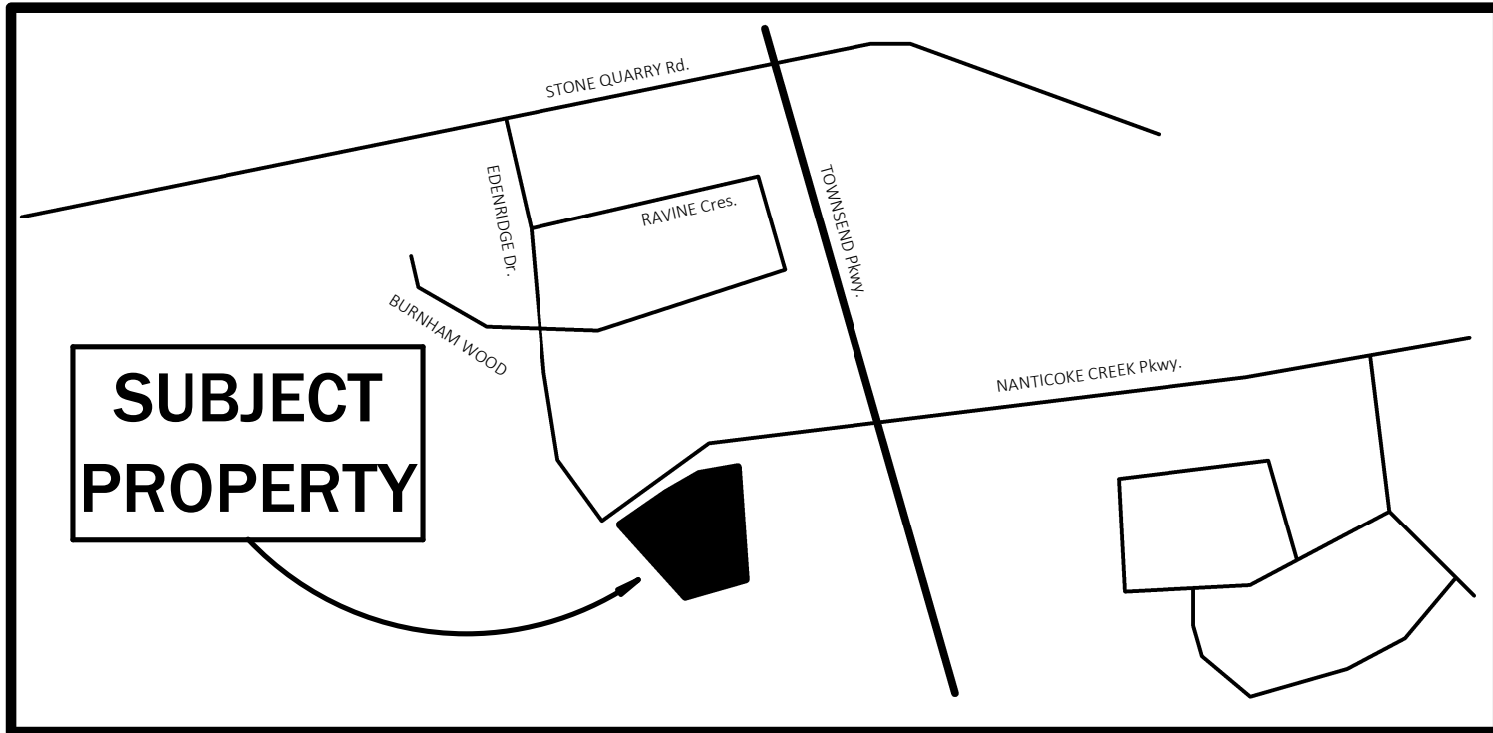 STONE QUARRY Rd.
EDENRIDGE Dr.
RAVINE Cres.
TOWNSEND Pkwy.
BURNHAM WOOD
NANTICOKE CREEK Pkwy.
SUBJECT
PROPERTY